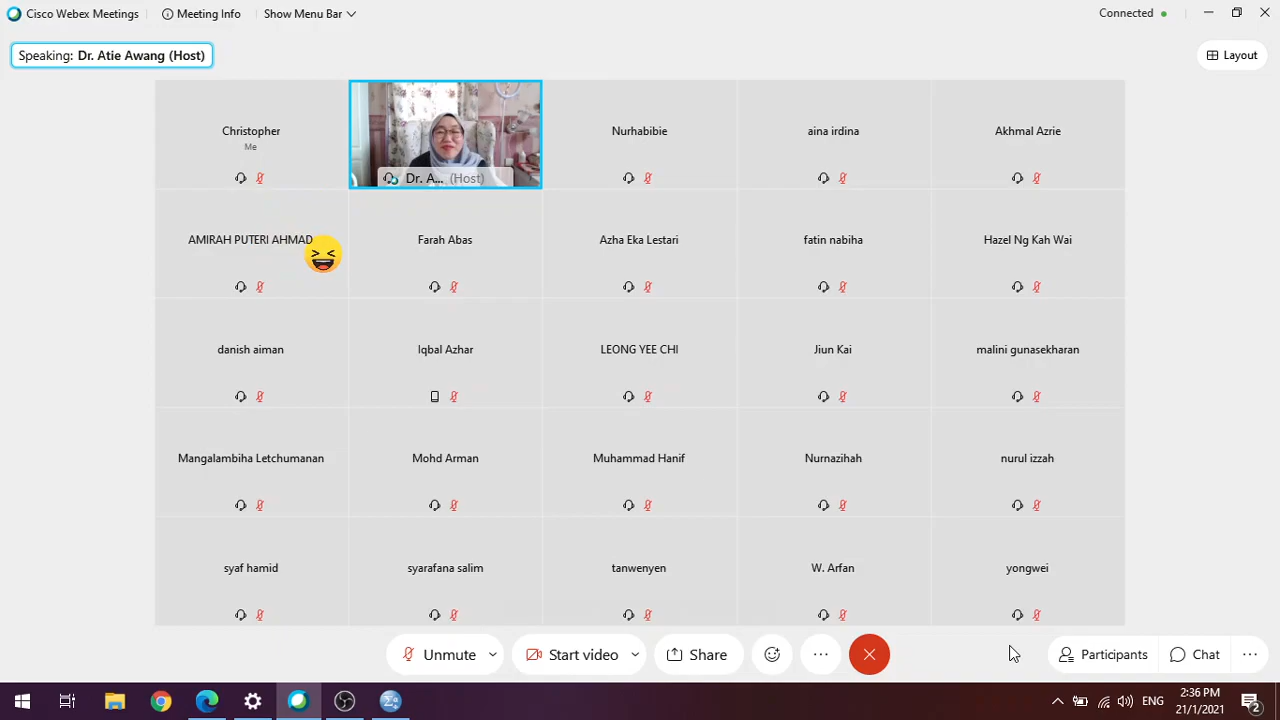 Cisco Webex Meetings
Meeting Info
Show Menu Bar
Connected
Speaking: Dr. Atie Awang (Host)
Layout
Christopher
Me
Dr. A... (Host)
Nurhabibie
aina irdina
Akhmal Azrie
AMIRAH PUTERI AHMAD
Farah Abas
Azha Eka Lestari
fatin nabiha
Hazel Ng Kah Wai
danish aiman
Iqbal Azhar
LEONG YEE CHI
Jiun Kai
malini gunasekharan
Mangalambiha Letchumanan
Mohd Arman
Muhammad Hanif
Nurnazihah
nurul izzah
syaf hamid
syarafana salim
tanwenyen
W. Arfan
yongwei
Unmute
Start video
Share
Participants
Chat
ENG
2:36 PM
21/1/2021
2